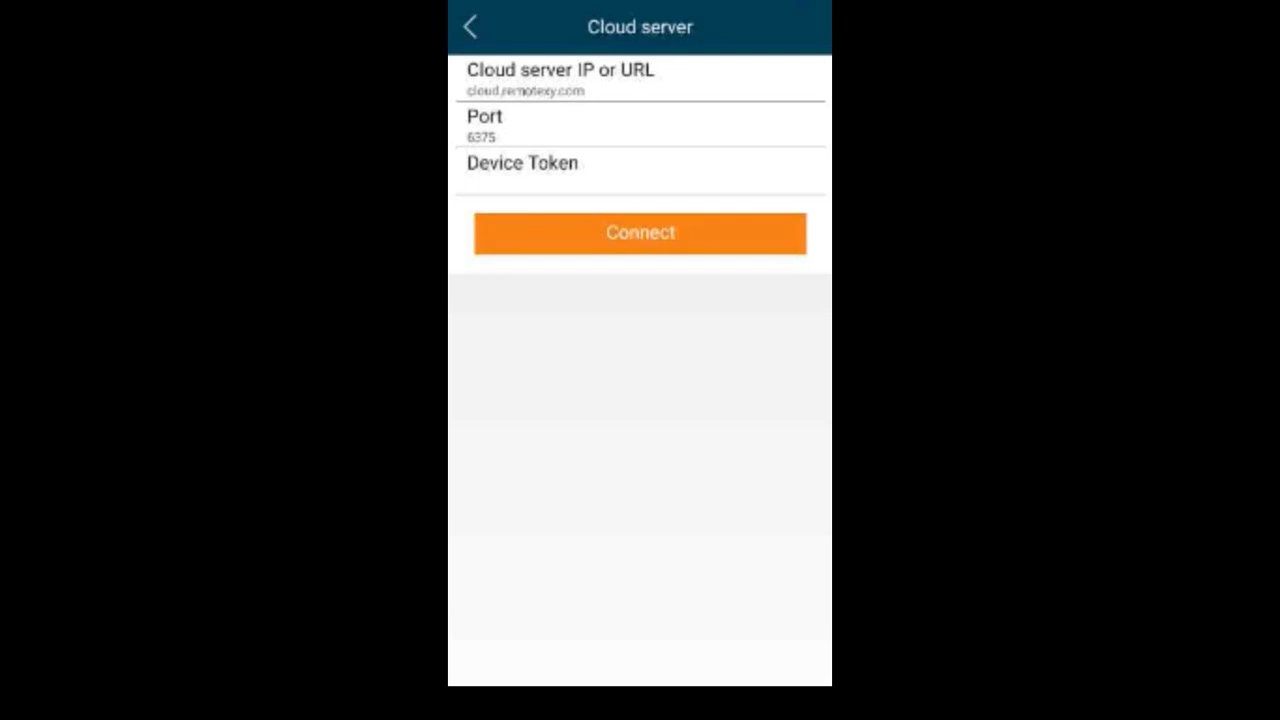 Cloud server
Cloud server IP or URL
cloud.remotexy.com
Port
6375
Device Token
Connect